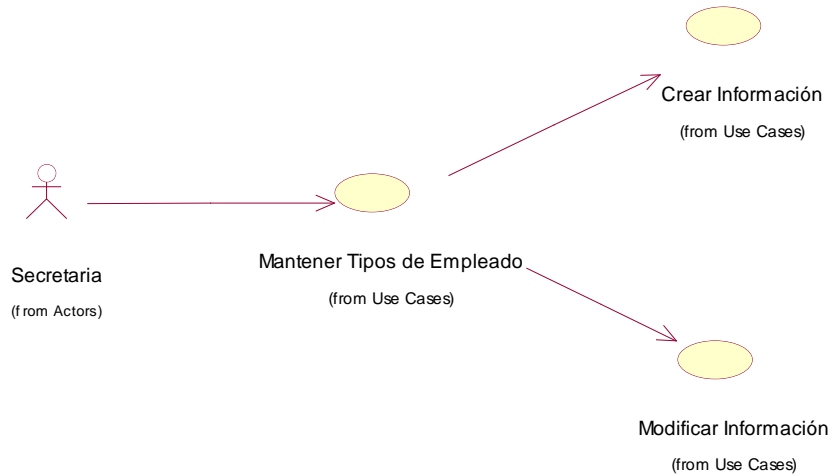 Crear Información
(from Use Cases)
Secretaria
(from Actors)
Mantener Tipos de Empleado
(from Use Cases)
Modificar Información
(from Use Cases)